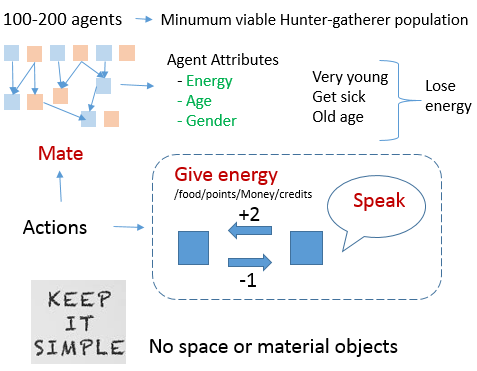 100-200 agents
Minumum viable Hunter-gatherer population
Agent Attributes
- Energy
- Age
- Gender
Very young
Get sick
Old age
Lose
energy
Mate
Give energy
/food/points/Money/credits
Speak
+2
-1
Actions
KEEP
IT
SIMPLE
No space or material objects